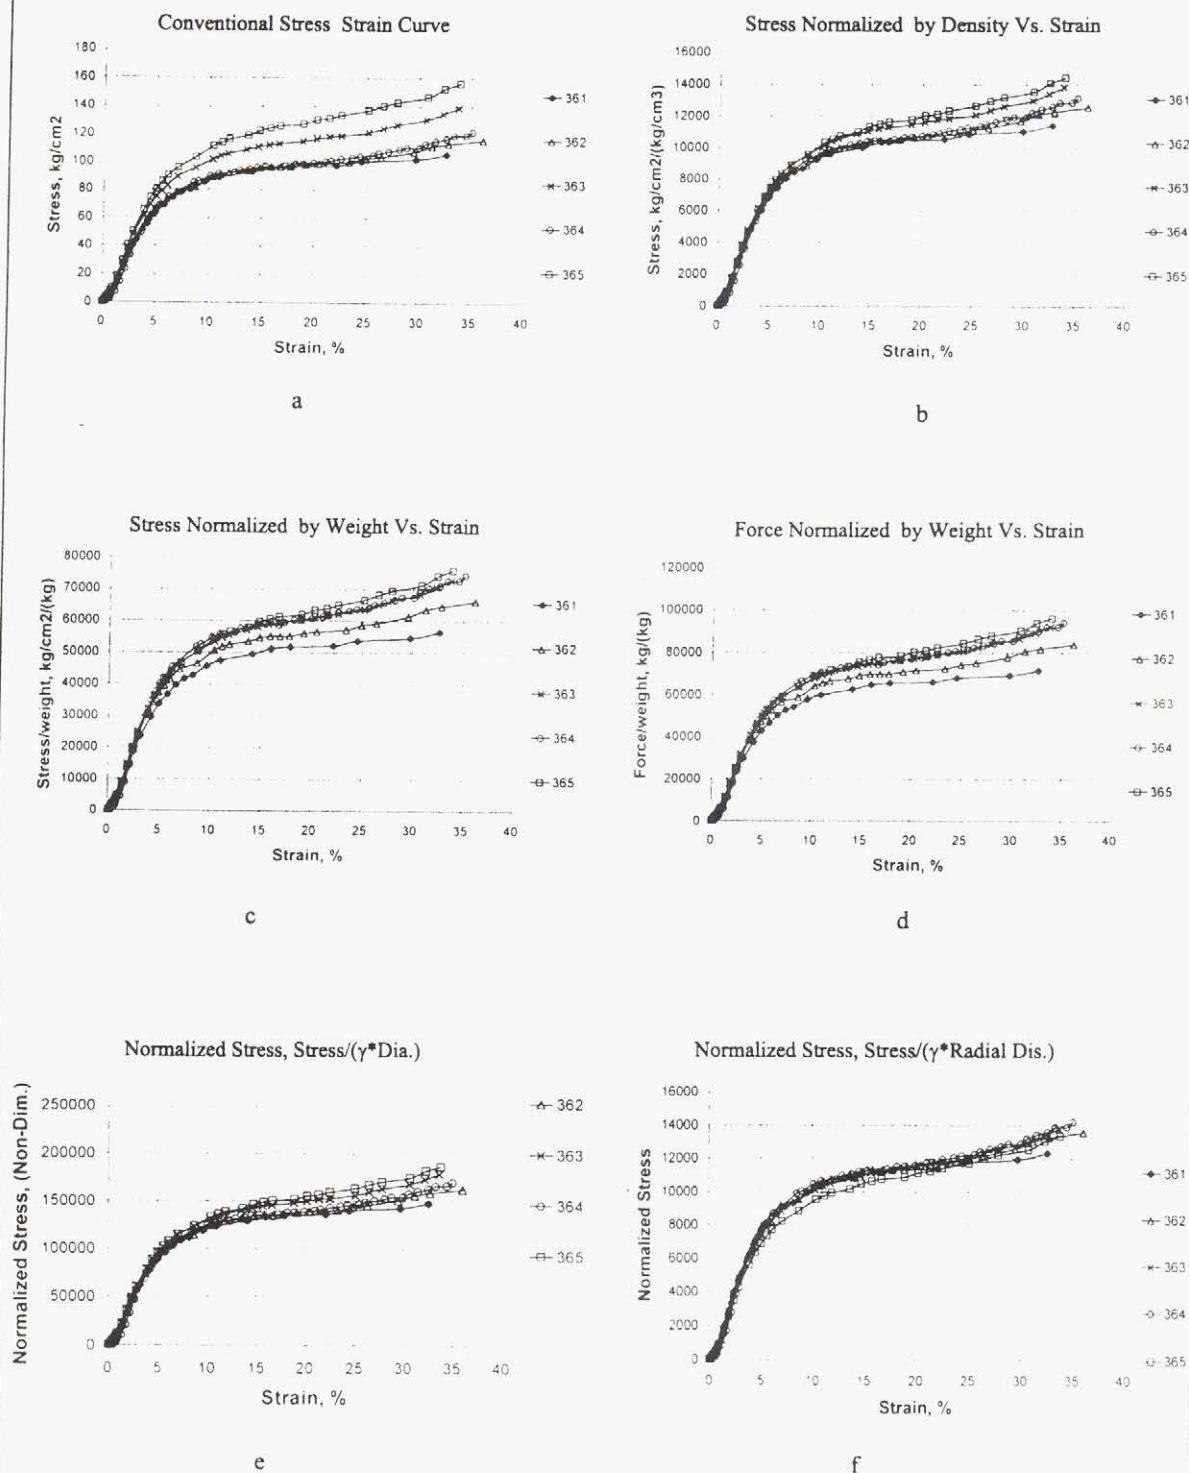 Conventional Stress Strain Curve
Stress, kg/cm2
180
160
140
120
100
80
60
40
20
0
0 5 10 15 20 25 30 35 40
Strain, %
361
362
363
364
365
a
Stress Normalized by Density Vs. Strain
Stress, kg/cm2/(kg/cm3)
16000
14000
12000
10000
8000
6000
4000
2000
0
0 5 10 15 20 25 30 35 40
Strain, %
361
362
363
364
365
b
Stress Normalized by Weight Vs. Strain
Stress/weight, kg/cm2/(kg)
80000
70000
60000
50000
40000
30000
20000
10000
0
0 5 10 15 20 25 30 35 40
Strain, %
361
362
363
364
365
c
Force Normalized by Weight Vs. Strain
Force/weight, kg/(kg)
120000
100000
80000
60000
40000
20000
0
0 5 10 15 20 25 30 35 40
Strain, %
361
362
363
364
365
d
Normalized Stress, Stress/(γ*Dia.)
Normalized Stress, (Non-Dim.)
250000
200000
150000
100000
50000
0
0 5 10 15 20 25 30 35 40
Strain, %
362
363
364
365
e
Normalized Stress, Stress/(γ*Radial Dis.)
Normalized Stress
16000
14000
12000
10000
8000
6000
4000
2000
0
0 5 10 15 20 25 30 35 40
Strain, %
361
362
363
364
365
f